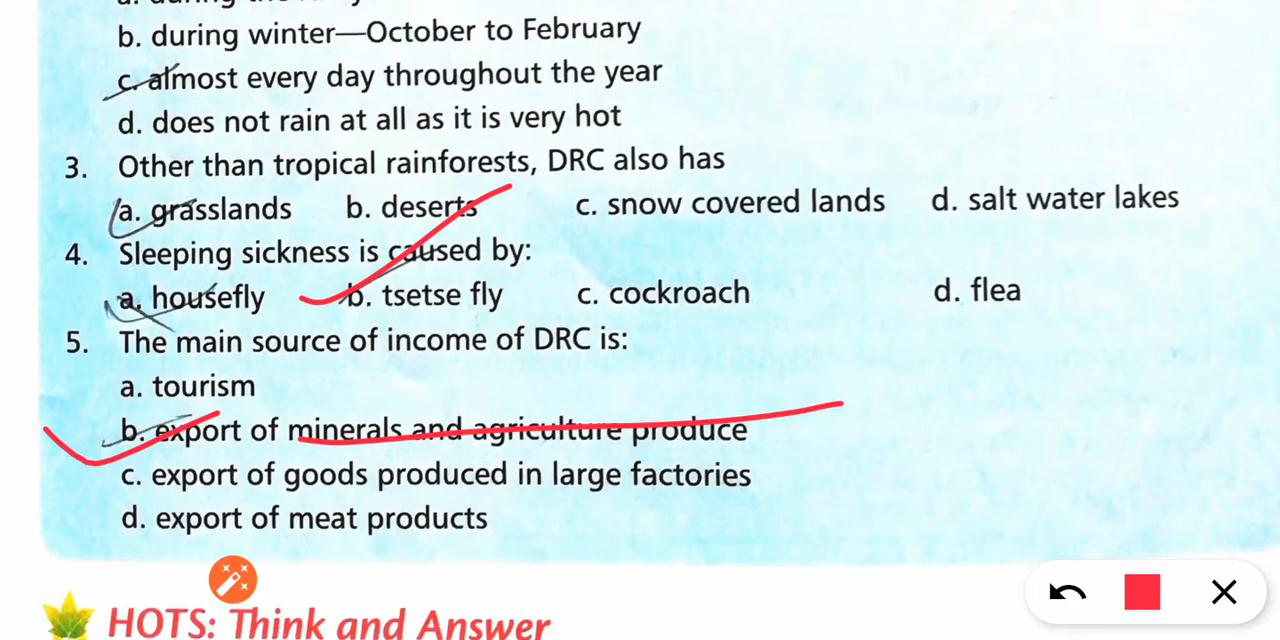 b. during winter—October to February
c. almost every day throughout the year
d. does not rain at all as it is very hot
3. Other than tropical rainforests, DRC also has
a. grasslands b. deserts c. snow covered lands d. salt water lakes
4. Sleeping sickness is caused by:
a. housefly b. tsetse fly c. cockroach d. flea
5. The main source of income of DRC is:
a. tourism
b. export of minerals and agriculture produce
c. export of goods produced in large factories
d. export of meat products
HOTS: Think and Answer